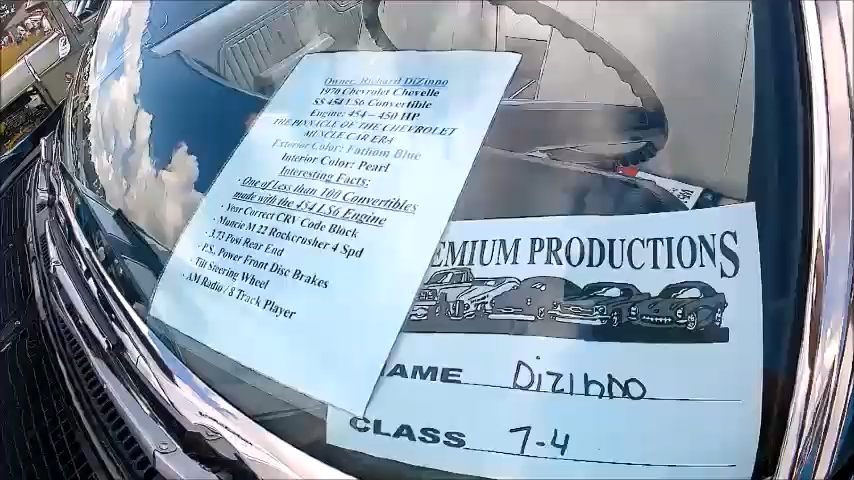 Owner: Richard DiZinno
1970 Chevrolet Chevelle
SS 454 LS6 Convertible
Engine: 454 – 450 HP
THE PINNACLE OF THE CHEVROLET
MUSCLE CAR ERA
Exterior Color: Fathom Blue
Interior Color: Pearl
Interesting Facts:
· One of Less than 100 Convertibles
made with the 454 LS6 Engine
· Year Correct CRV Code Block
· Muncie M 22 Rockcrusher 4 Spd
· 3.73 Posi Rear End
· P.S, Power Front Disc Brakes
· Tilt Steering Wheel
· AM Radio / 8 Track Player
EMIUM PRODUCTIONS
AME DiZinno
CLASS 7-4